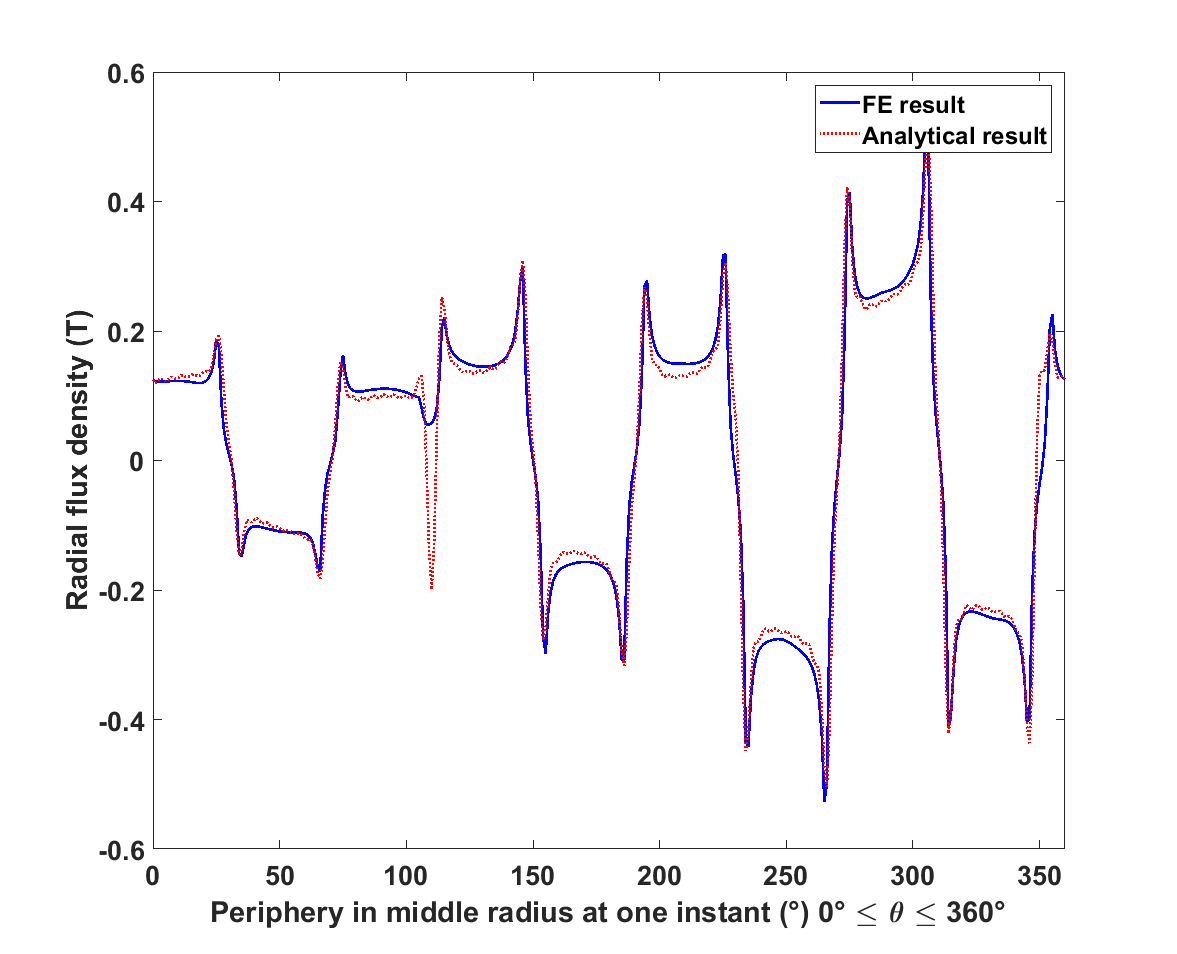 0.6
0.4
0.2
0
-0.2
-0.4
-0.6
Radial flux density (T)
FE result
Analytical result
0 50 100 150 200 250 300 350
Periphery in middle radius at one instant (°) 0° ≤ θ ≤ 360°